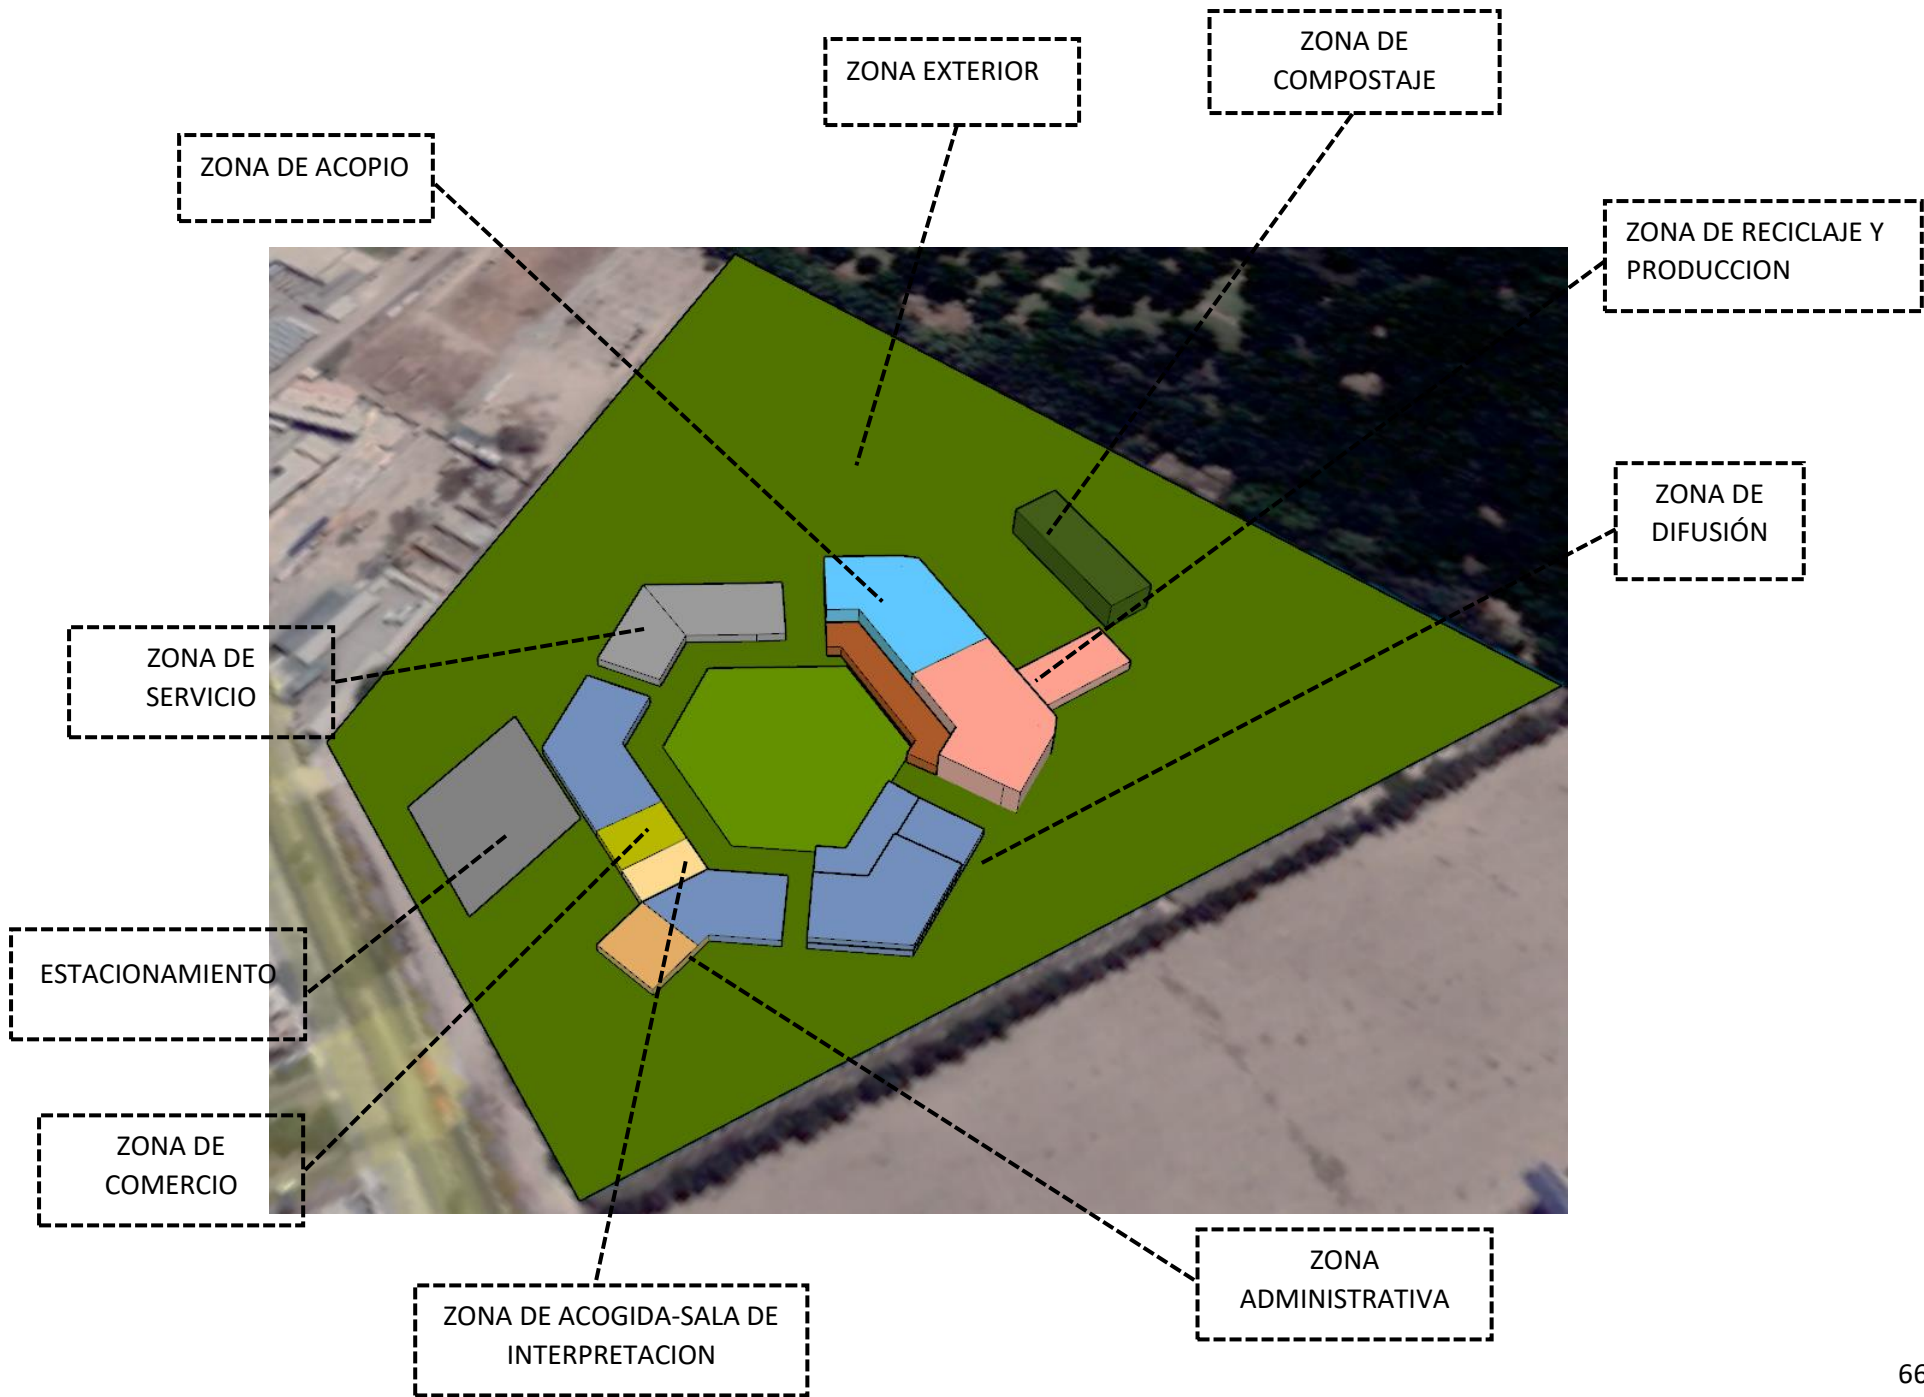 ZONA DE
COMPOSTAJE
ZONA EXTERIOR
ZONA DE ACOPIO
ZONA DE RECICLAJE Y
PRODUCCION
ZONA DE
DIFUSIÓN
ZONA DE
SERVICIO
ESTACIONAMIENTO
ZONA DE
COMERCIO
ZONA DE ACOGIDA-SALA DE
INTERPRETACION
ZONA
ADMINISTRATIVA
66